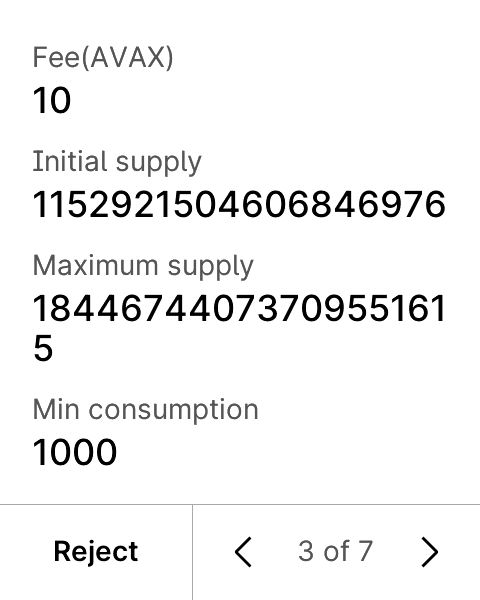 Fee(AVAX)
10
Initial supply
1152921504606846976
Maximum supply
1844674407370955161
5
Min consumption
1000
Reject
3 of 7